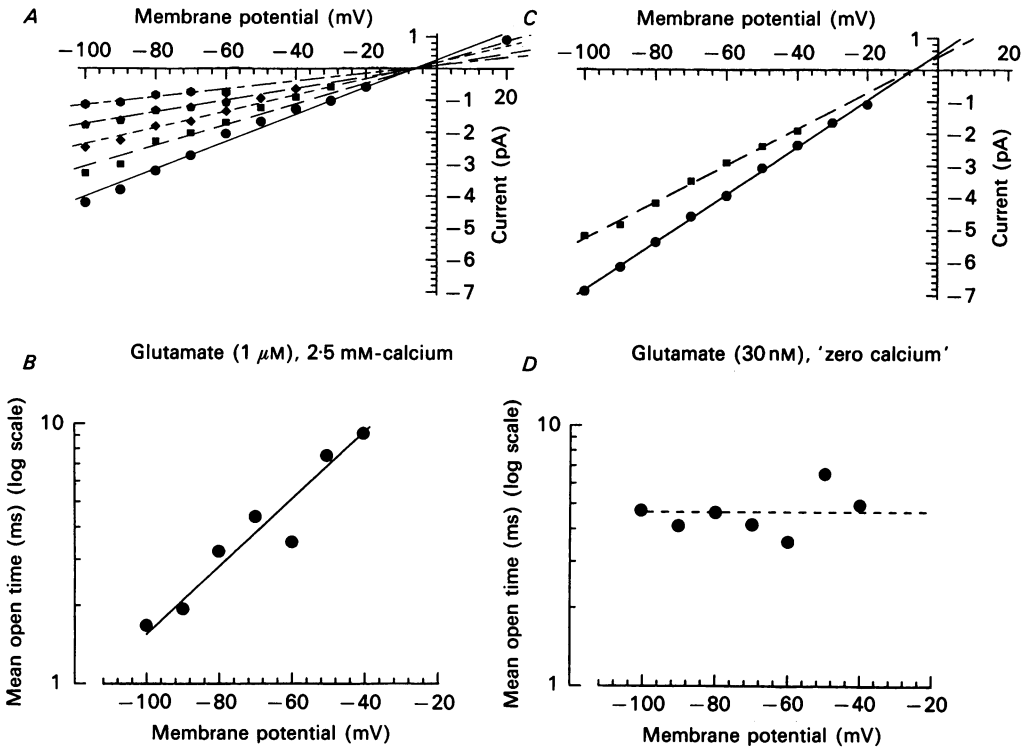 A
Membrane potential (mV)
−100 −80 −60 −40 −20
1
20
−1
−2
−3
−4
−5
−6
−7
Current (pA)
C
Membrane potential (mV)
−100 −80 −60 −40 −20
1
20
−1
−2
−3
−4
−5
−6
−7
Current (pA)
B
Glutamate (1 μM), 2·5 mM-calcium
Mean open time (ms) (log scale)
10
1
−100 −80 −60 −40 −20
Membrane potential (mV)
D
Glutamate (30 nM), 'zero calcium'
Mean open time (ms) (log scale)
10
1
−100 −80 −60 −40 −20
Membrane potential (mV)